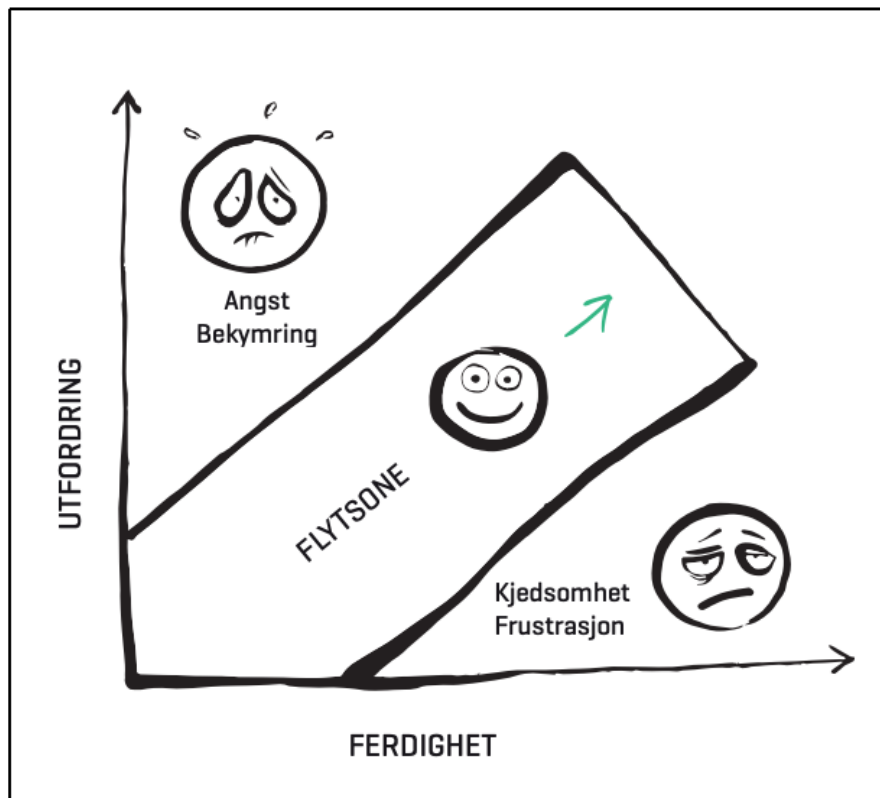 Angst
Bekymring
UTFORDRING
FLYTSONE
Kjedsomhet
Frustrasjon
FERDIGHET